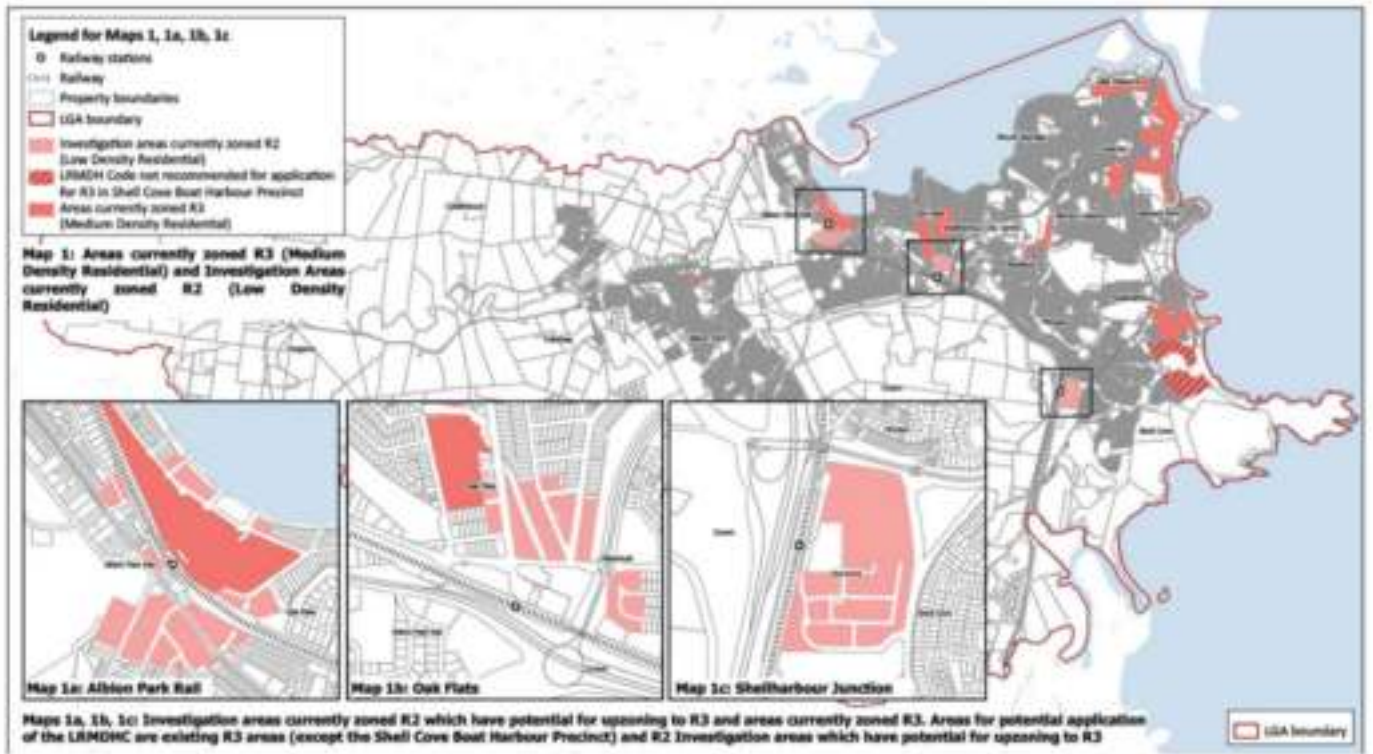 Legend for Maps 1, 1a, 1b, 1c
Railway stations
Railway
Property boundaries
LGA boundary
Investigation areas currently zoned R2
(Low Density Residential)
LRMDH Code not recommended for application
for R3 in Shell Cove Boat Harbour Precinct
Areas currently zoned R3
(Medium Density Residential)
Map 1: Areas currently zoned R3 (Medium
Density Residential) and Investigation Areas
currently zoned R2 (Low Density
Residential)
Map 1a: Albion Park Rail
Map 1b: Oak Flats
Map 1c: Shellharbour Junction
Maps 1a, 1b, 1c: Investigation areas currently zoned R2 which have potential for upzoning to R3 and areas currently zoned R3. Areas for potential application
of the LRMDHC are existing R3 areas (except the Shell Cove Boat Harbour Precinct) and R2 Investigation areas which have potential for upzoning to R3
LGA boundary